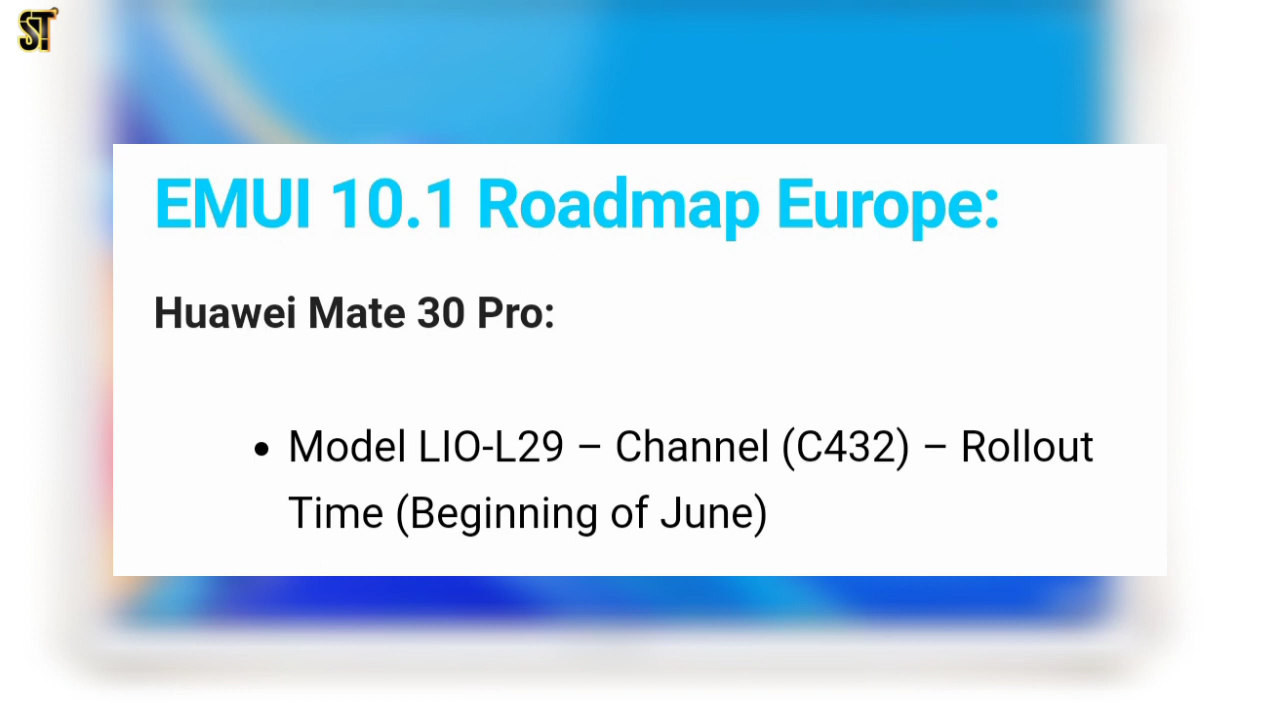 ST
EMUI 10.1 Roadmap Europe:
Huawei Mate 30 Pro:
• Model LIO-L29 – Channel (C432) – Rollout
Time (Beginning of June)